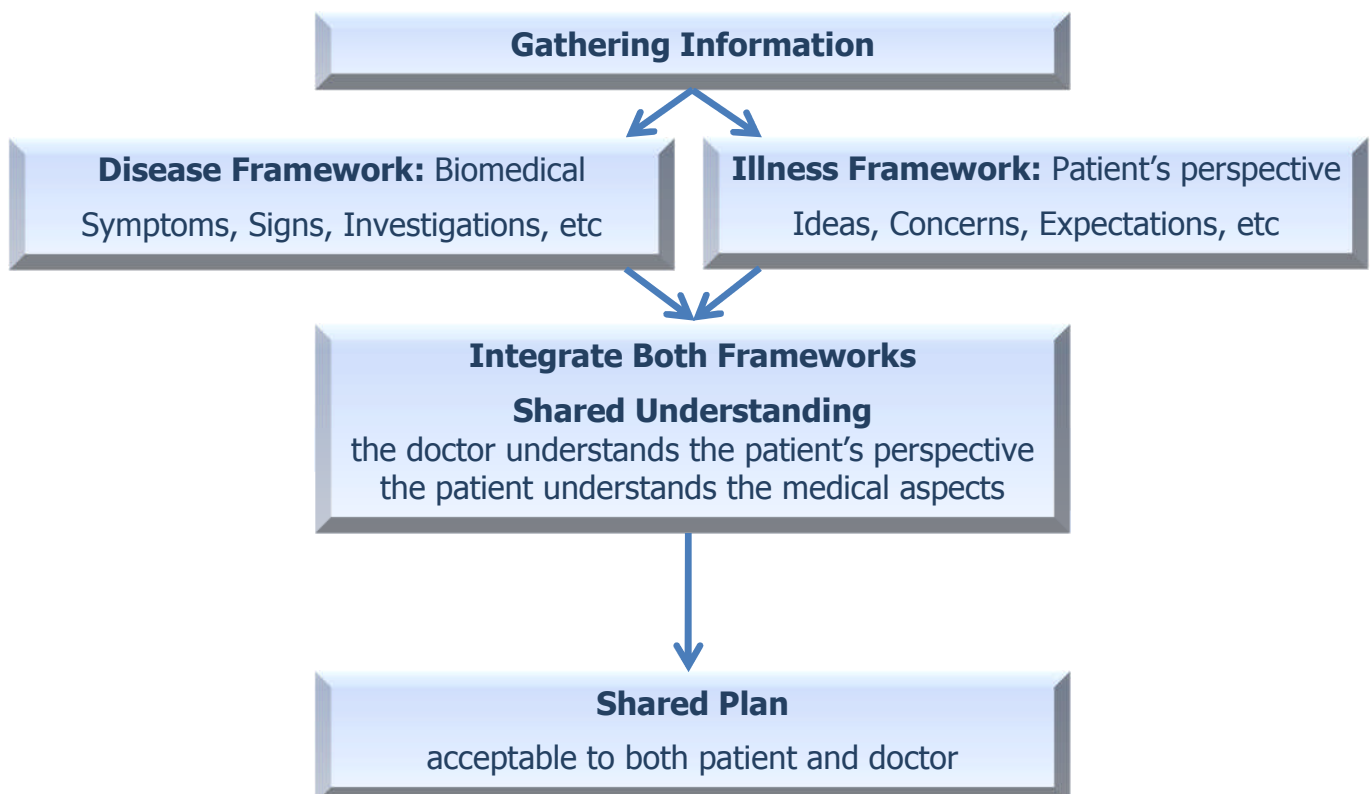 Gathering Information
Disease Framework: Biomedical
Symptoms, Signs, Investigations, etc
Illness Framework: Patient’s perspective
Ideas, Concerns, Expectations, etc
Integrate Both Frameworks
Shared Understanding
the doctor understands the patient’s perspective
the patient understands the medical aspects
Shared Plan
acceptable to both patient and doctor